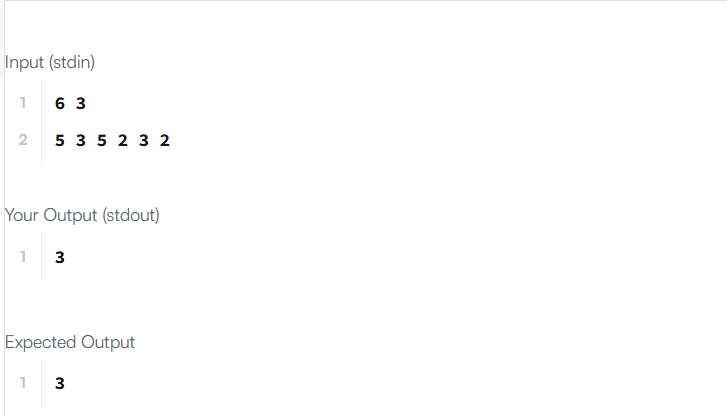 Input (stdin)
1 6 3
2 5 3 5 2 3 2
Your Output (stdout)
1 3
Expected Output
1 3